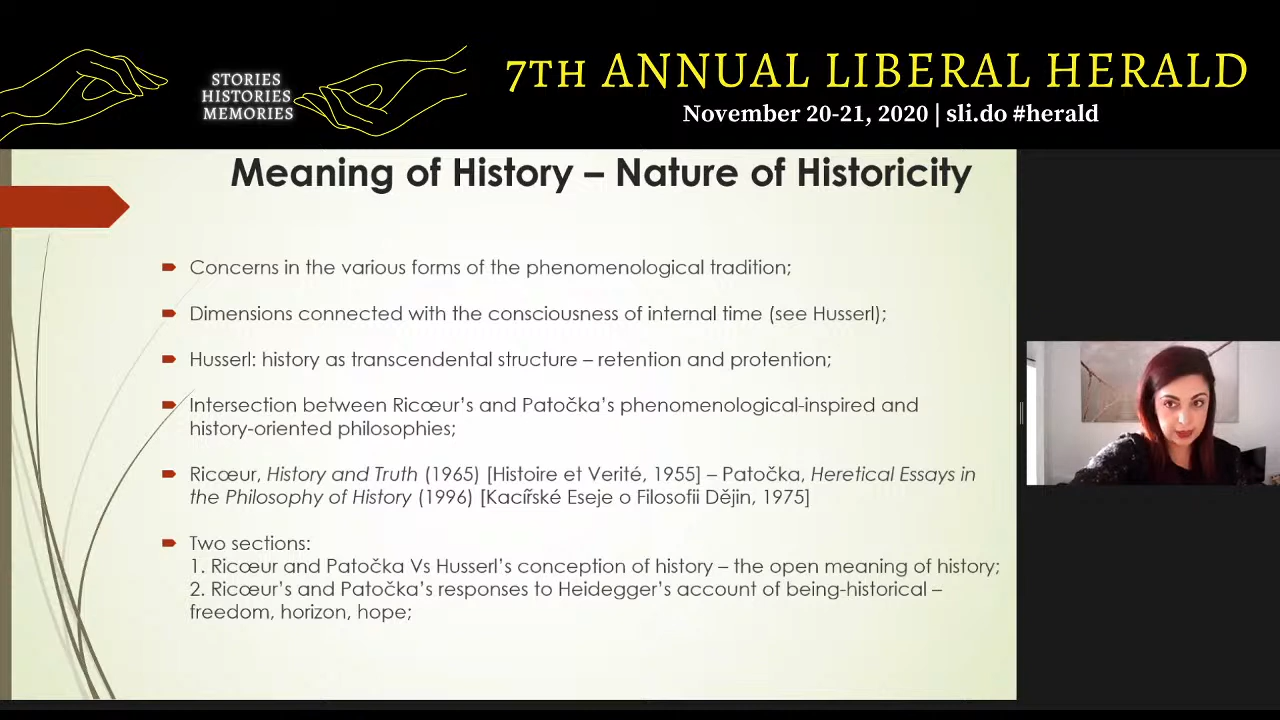 STORIES
HISTORIES
MEMORIES
7TH ANNUAL LIBERAL HERALD
November 20-21, 2020 | sli.do #herald
Meaning of History – Nature of Historicity
Concerns in the various forms of the phenomenological tradition;
Dimensions connected with the consciousness of internal time (see Husserl);
Husserl: history as transcendental structure – retention and protention;
Intersection between Ricœur's and Patočka's phenomenological-inspired and
history-oriented philosophies;
Ricœur, History and Truth (1965) [Histoire et Verité, 1955] – Patočka, Heretical Essays in
the Philosophy of History (1996) [Kacířské Eseje o Filosofii Dějin, 1975]
Two sections:
1. Ricœur and Patočka Vs Husserl's conception of history – the open meaning of history;
2. Ricœur's and Patočka's responses to Heidegger's account of being-historical –
freedom, horizon, hope;